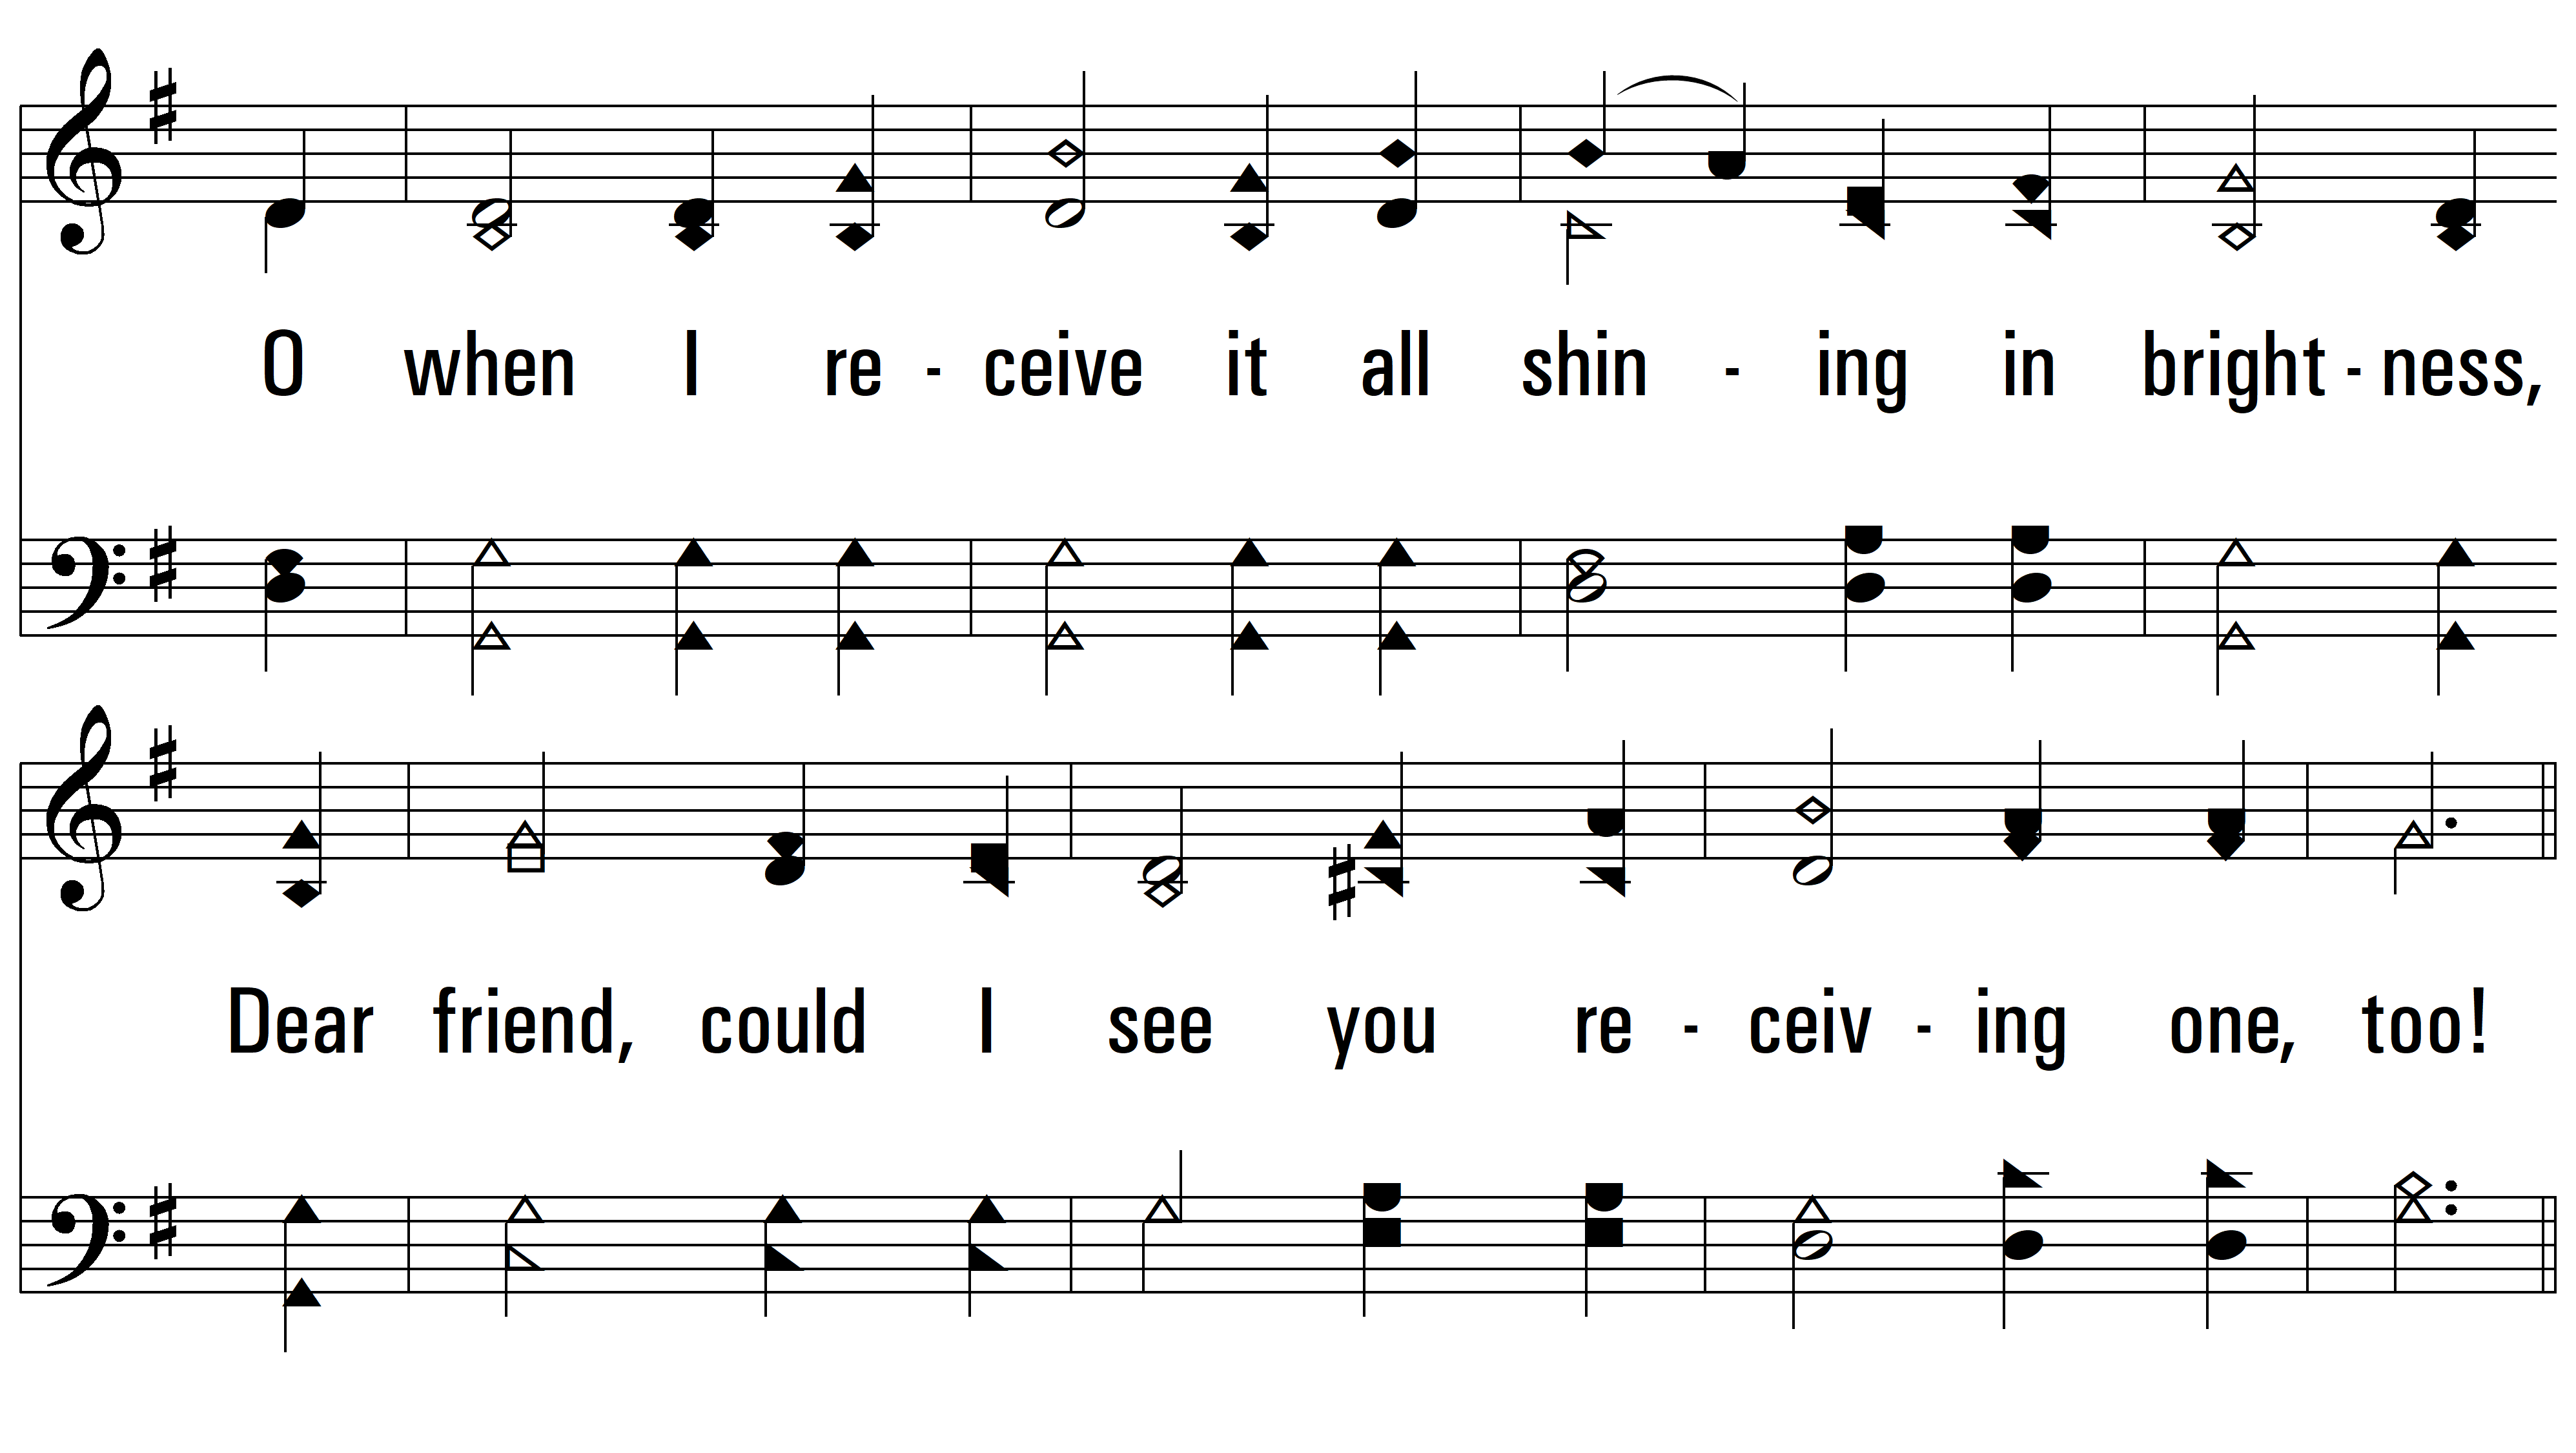 O when I re - ceive it all shin - ing in bright - ness,
Dear friend, could I see you re - ceiv - ing one, too!